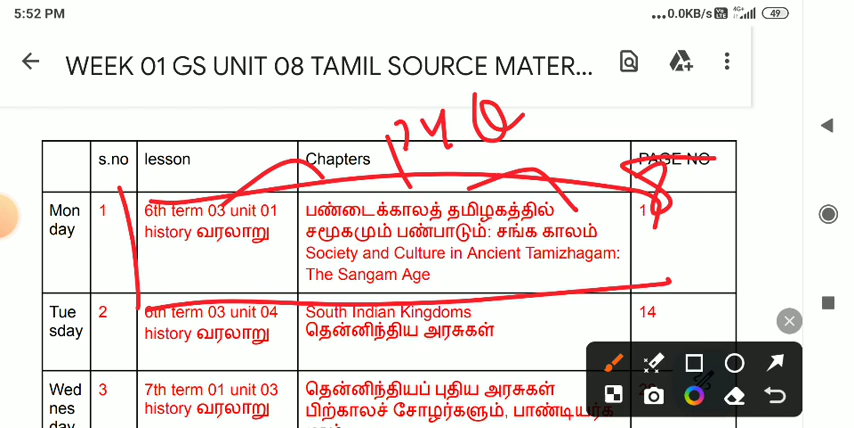 5:52 PM ...0.0KB/s 4G+ 49
WEEK 01 GS UNIT 08 TAMIL SOURCE MATER...
PYQ
s.no lesson Chapters PAGE NO
Mon 1 6th term 03 unit 01 பண்டைக்காலத் தமிழகத்தில் 1
day history வரலாறு சமூகமும் பண்பாடும்: சங்க காலம்
Society and Culture in Ancient Tamizhagam:
The Sangam Age
Tue 2 6th term 03 unit 04 South Indian Kingdoms 14
sday history வரலாறு தென்னிந்திய அரசுகள்
Wed 3 7th term 01 unit 03 தென்னிந்தியப் புதிய அரசுகள்
nes history வரலாறு பிற்காலச் சோழர்களும், பாண்டியர்க
day